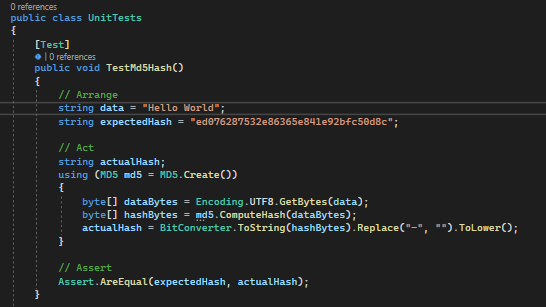 0 references
public class UnitTests
{
[Test]
| 0 references
public void TestMd5Hash()
{
// Arrange
string data = "Hello World";
string expectedHash = "ed076287532e86365e841e92bfc50d8c";
// Act
string actualHash;
using (MD5 md5 = MD5.Create())
{
byte[] dataBytes = Encoding.UTF8.GetBytes(data);
byte[] hashBytes = md5.ComputeHash(dataBytes);
actualHash = BitConverter.ToString(hashBytes).Replace("-", "").ToLower();
}
// Assert
Assert.AreEqual(expectedHash, actualHash);
}